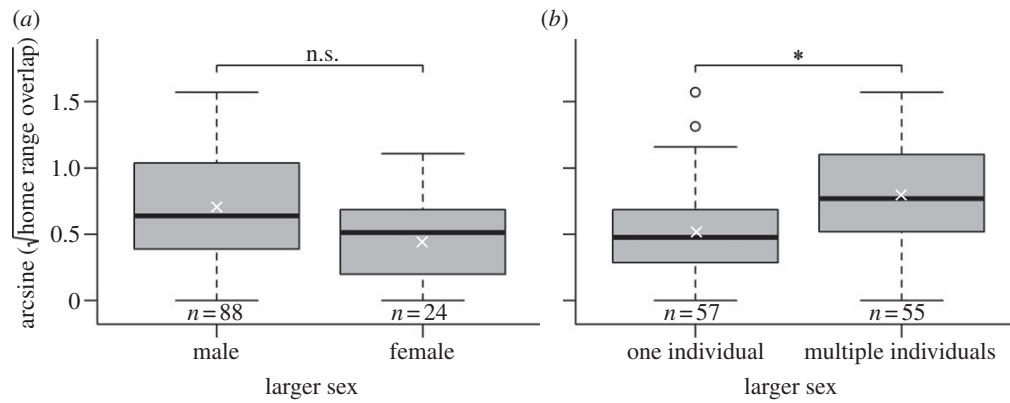 (a)
(b)
arcsine (√home range overlap)
1.5
1.0
0.5
0
n.s.
*
n=88
n=24
n=57
n=55
male
female
one individual
multiple individuals
larger sex
larger sex